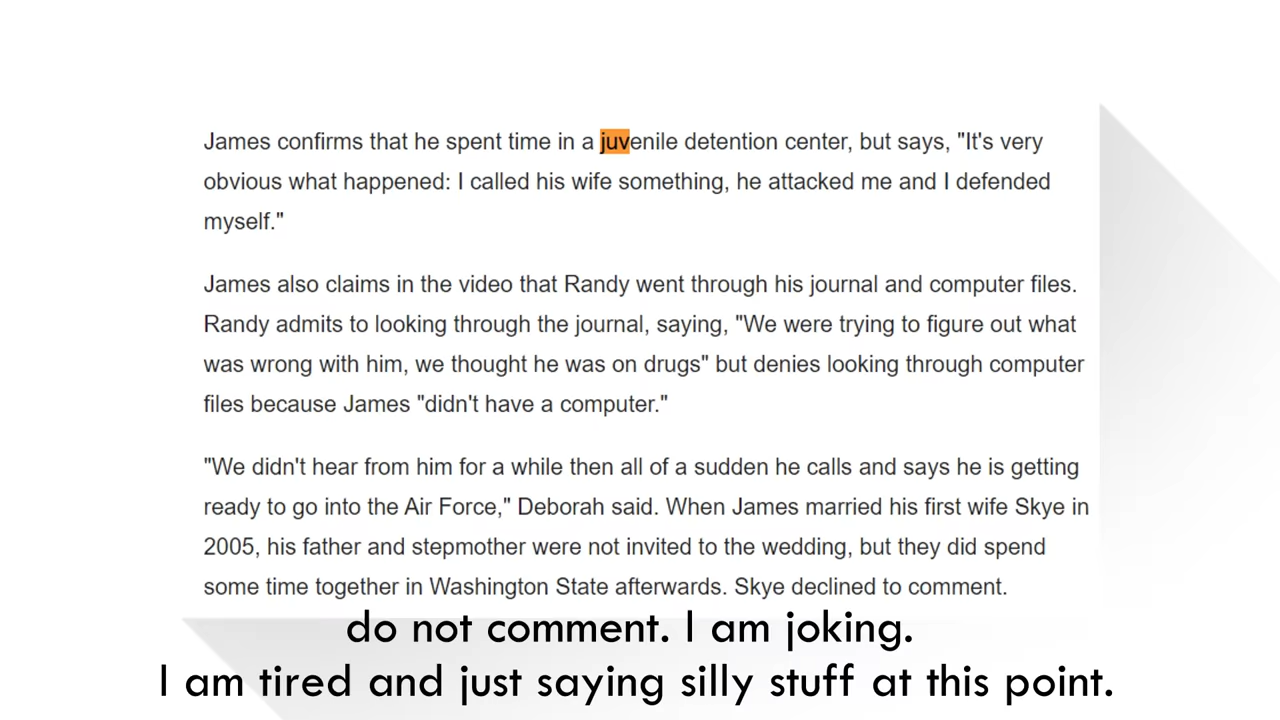 James confirms that he spent time in a juvenile detention center, but says, "It's very
obvious what happened: I called his wife something, he attacked me and I defended
myself."
James also claims in the video that Randy went through his journal and computer files.
Randy admits to looking through the journal, saying, "We were trying to figure out what
was wrong with him, we thought he was on drugs" but denies looking through computer
files because James "didn't have a computer."
"We didn't hear from him for a while then all of a sudden he calls and says he is getting
ready to go into the Air Force," Deborah said. When James married his first wife Skye in
2005, his father and stepmother were not invited to the wedding, but they did spend
some time together in Washington State afterwards. Skye declined to comment.
do not comment. I am joking.
I am tired and just saying silly stuff at this point.